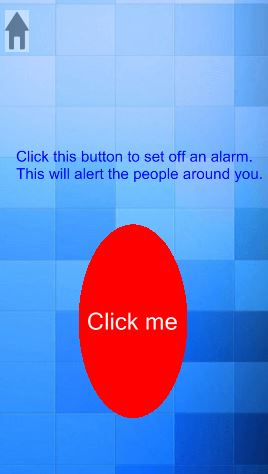 Click this button to set off an alarm.
This will alert the people around you.
Click me